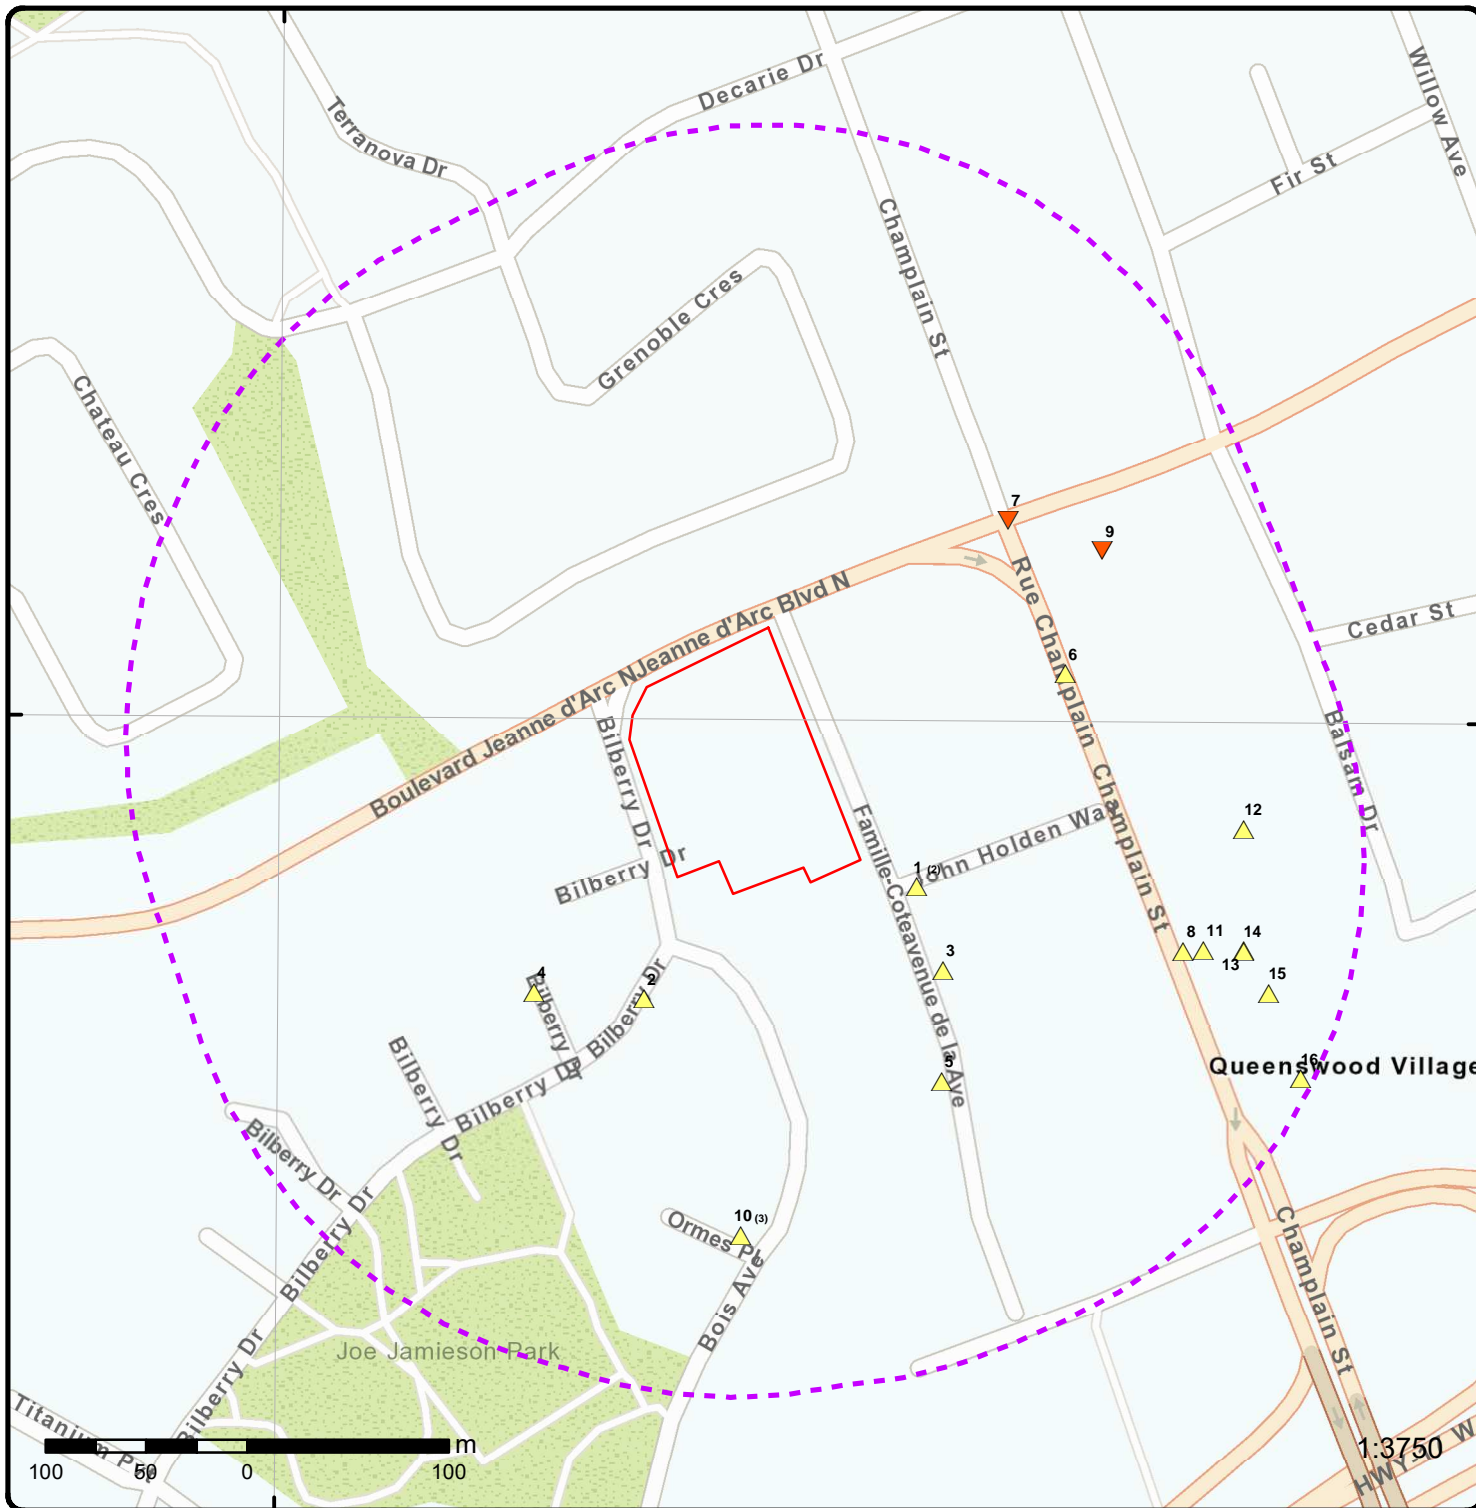 Decarie Dr
Terranova Dr
Willow Ave
Fir St
Champlain St
Grenoble Cres
Chateau Cres
7
9
Rue Champlain
Cedar St
Boulevard Jeanne d'Arc N
Jeanne d'Arc Blvd N
6
Bilberry Dr
Balsam Dr
12
Famille-Coteavenue de la Ave
John Holden Way
Champlain St
1 (2)
Bilberry Dr
8
11
14
13
3
15
4
2
Bilberry Dr
Bilberry Dr
Bilberry Dr
Bilberry Dr
5
Queenswood Village
16
Bilberry Dr
Bilberry Dr
10 (3)
Ormes Pl
Bois Ave
Champlain St
Joe Jamieson Park
Bilberry Dr
Titanium
100 50 0 100
m
1:3750
HWY
W